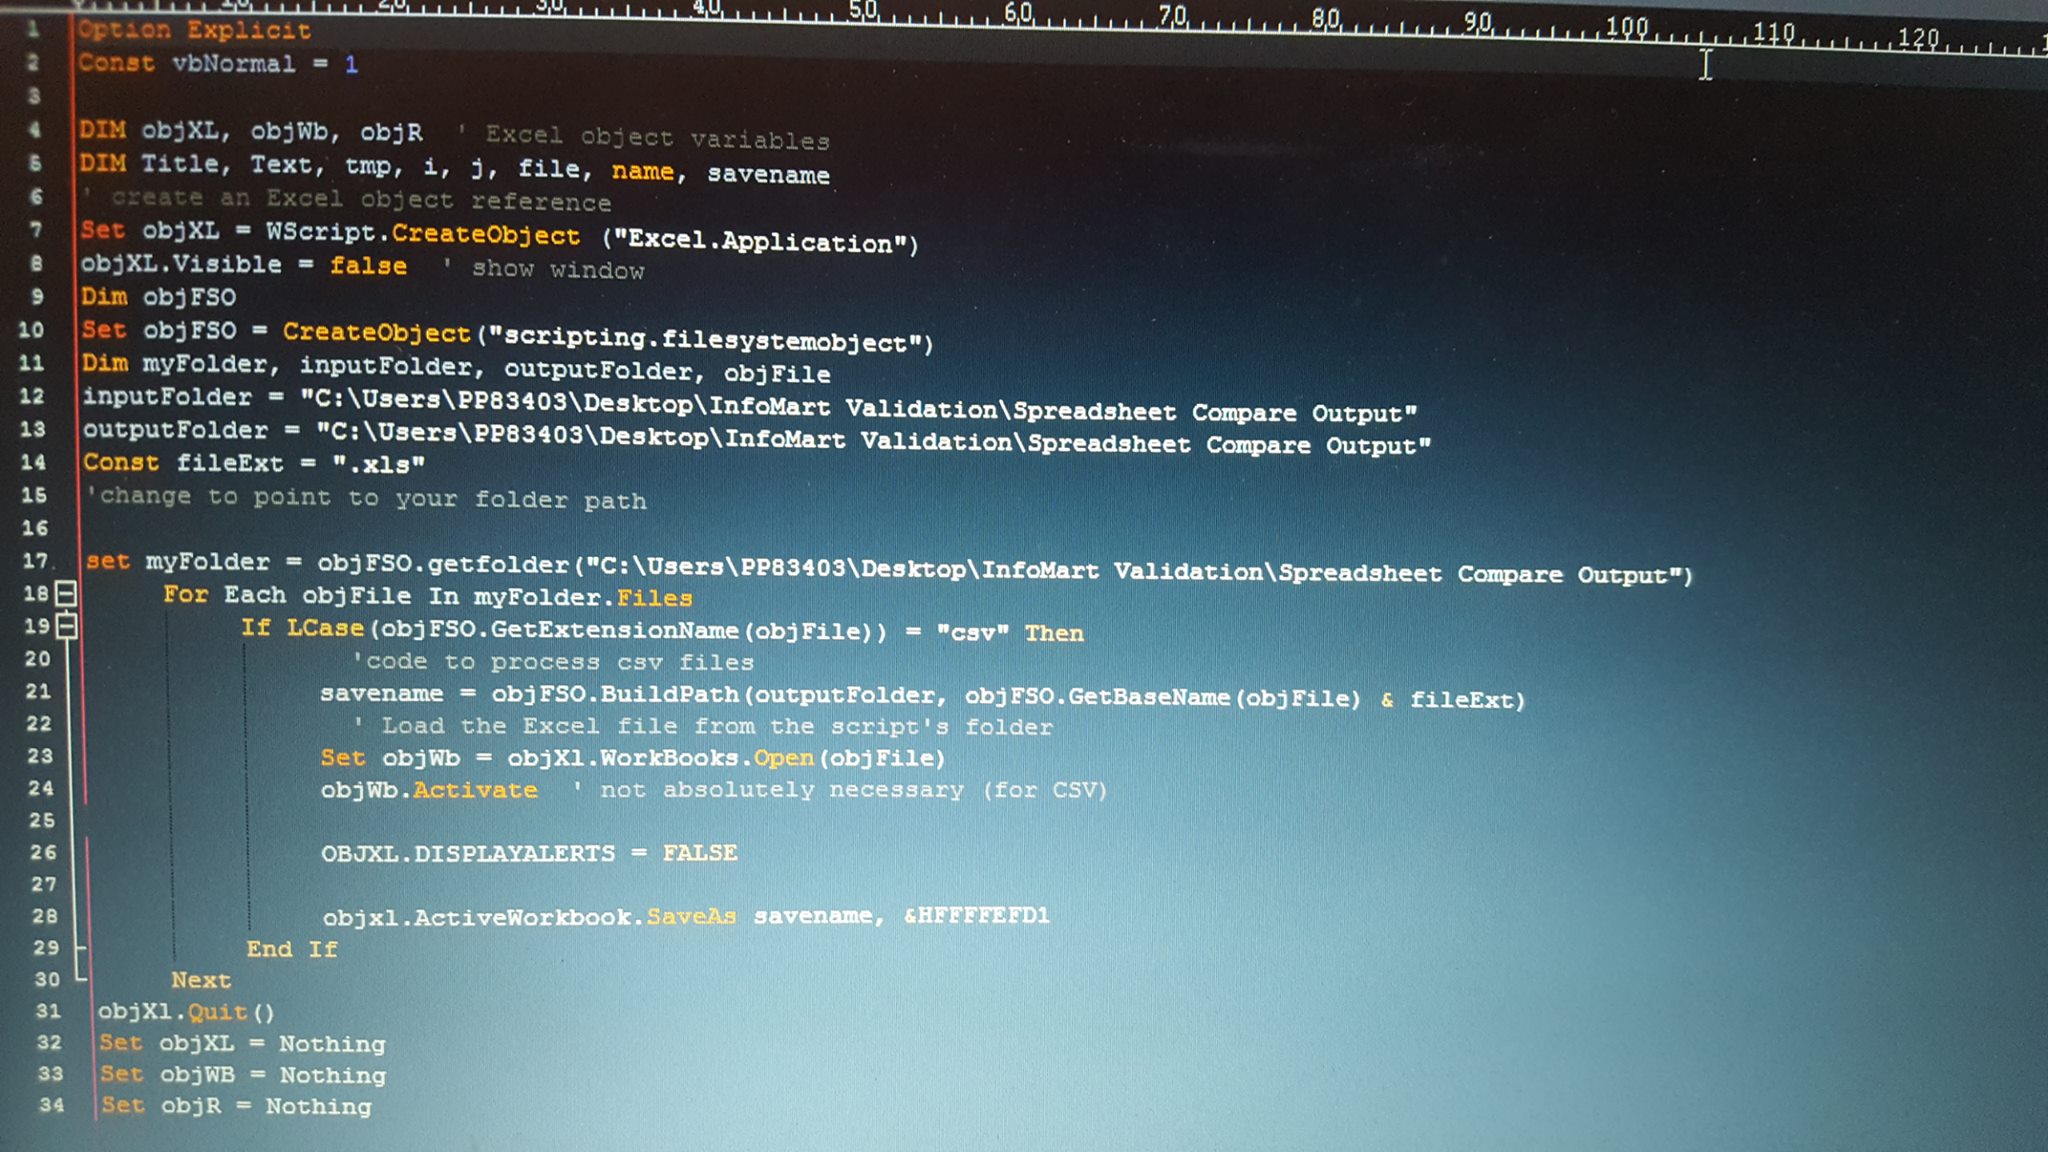 10 20 30 40 50 60 70 80 90 100 110 120
1 Option Explicit
2 Const vbNormal = 1
3
4 DIM objXL, objWb, objR ' Excel object variables
5 DIM Title, Text, tmp, i, j, file, name, savename
6 ' create an Excel object reference
7 Set objXL = WScript.CreateObject ("Excel.Application")
8 objXL.Visible = false ' show window
9 Dim objFSO
10 Set objFSO = CreateObject("scripting.filesystemobject")
11 Dim myFolder, inputFolder, outputFolder, objFile
12 inputFolder = "C:\Users\PP83403\Desktop\InfoMart Validation\Spreadsheet Compare Output"
13 outputFolder = "C:\Users\PP83403\Desktop\InfoMart Validation\Spreadsheet Compare Output"
14 Const fileExt = ".xls"
15 'change to point to your folder path
16
17 set myFolder = objFSO.getfolder("C:\Users\PP83403\Desktop\InfoMart Validation\Spreadsheet Compare Output")
18 For Each objFile In myFolder.Files
19 If LCase(objFSO.GetExtensionName(objFile)) = "csv" Then
20 'code to process csv files
21 savename = objFSO.BuildPath(outputFolder, objFSO.GetBaseName(objFile) & fileExt)
22 ' Load the Excel file from the script's folder
23 Set objWb = objXl.WorkBooks.Open(objFile)
24 objWb.Activate ' not absolutely necessary (for CSV)
25
26 OBJXL.DISPLAYALERTS = FALSE
27
28 objxl.ActiveWorkbook.SaveAs savename, &HFFFFEFD1
29 End If
30 Next
31 objXl.Quit()
32 Set objXL = Nothing
33 Set objWB = Nothing
34 Set objR = Nothing